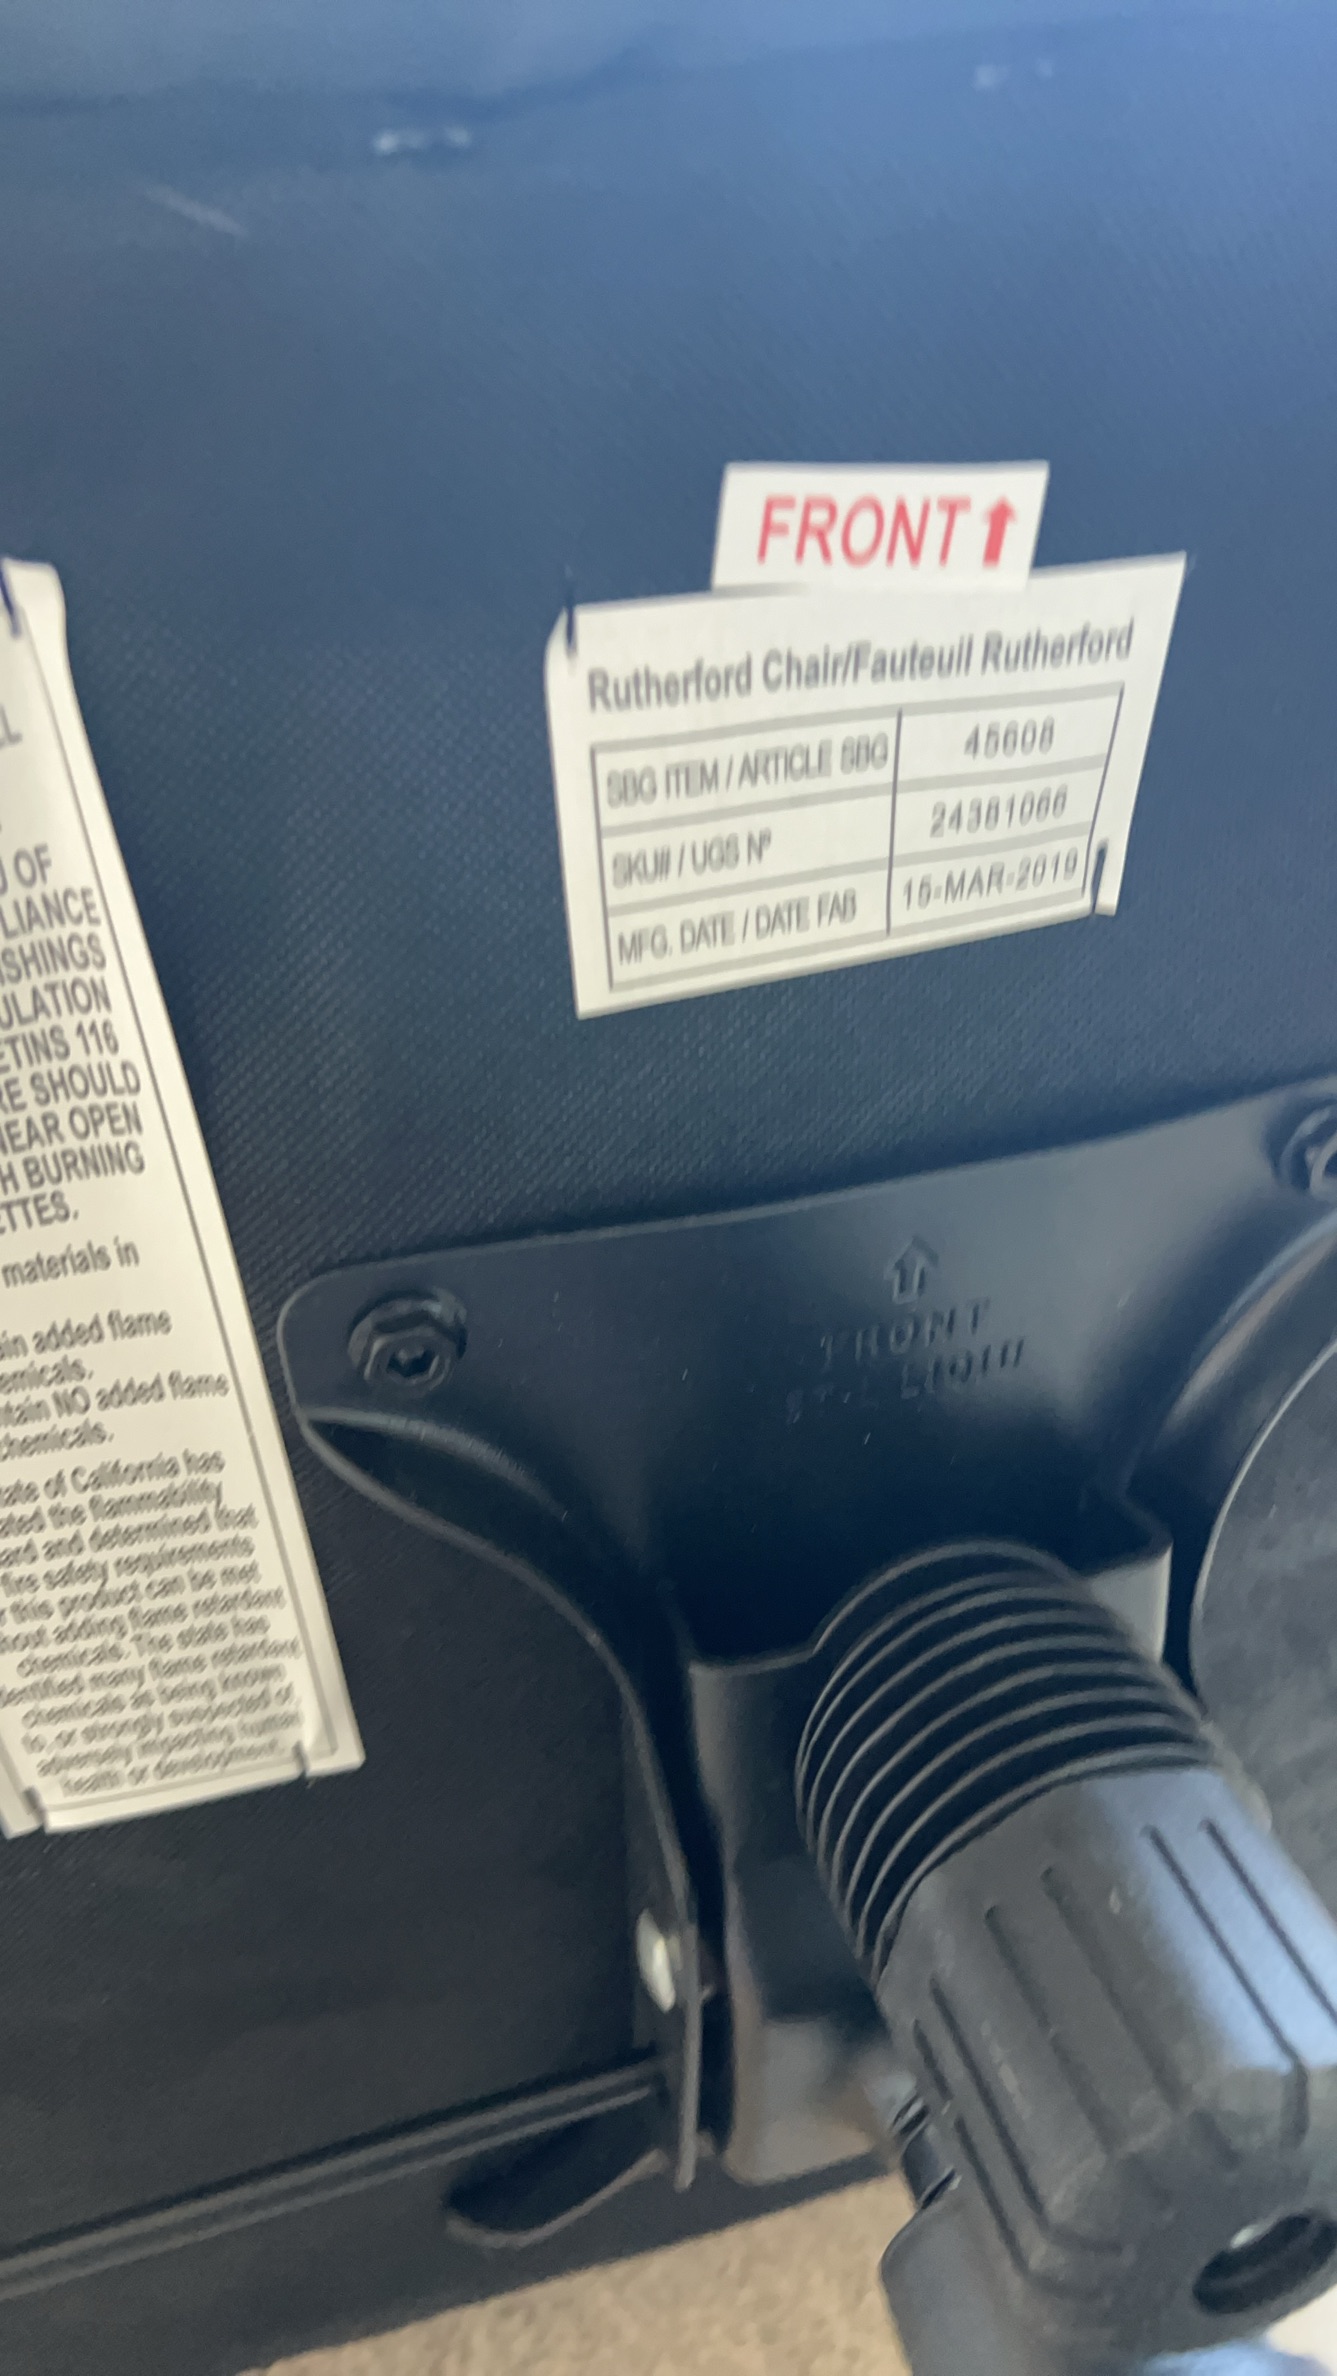 FRONT
Rutherford Chair/Fauteuil Rutherford
SBG ITEM / ARTICLE SBG 45608
SKU# / UGS Nº 24381066
MFG. DATE / DATE FAB 15-MAR-2019
OF
LIANCE
SHINGS
ULATION
ETINS 116
RE SHOULD
NEAR OPEN
H BURNING
ETTES.
materials in
in added flame
emicals.
tain NO added flame
chemicals.
ate of California has
ated the flammability
ard and determined that
fire safety requirements
this product can be met
hout adding flame retardant
chemicals. The state has
dentified many flame retardant
chemicals as being known
to, or strongly suspected of,
adversely impacting human
health or development.
FRONT